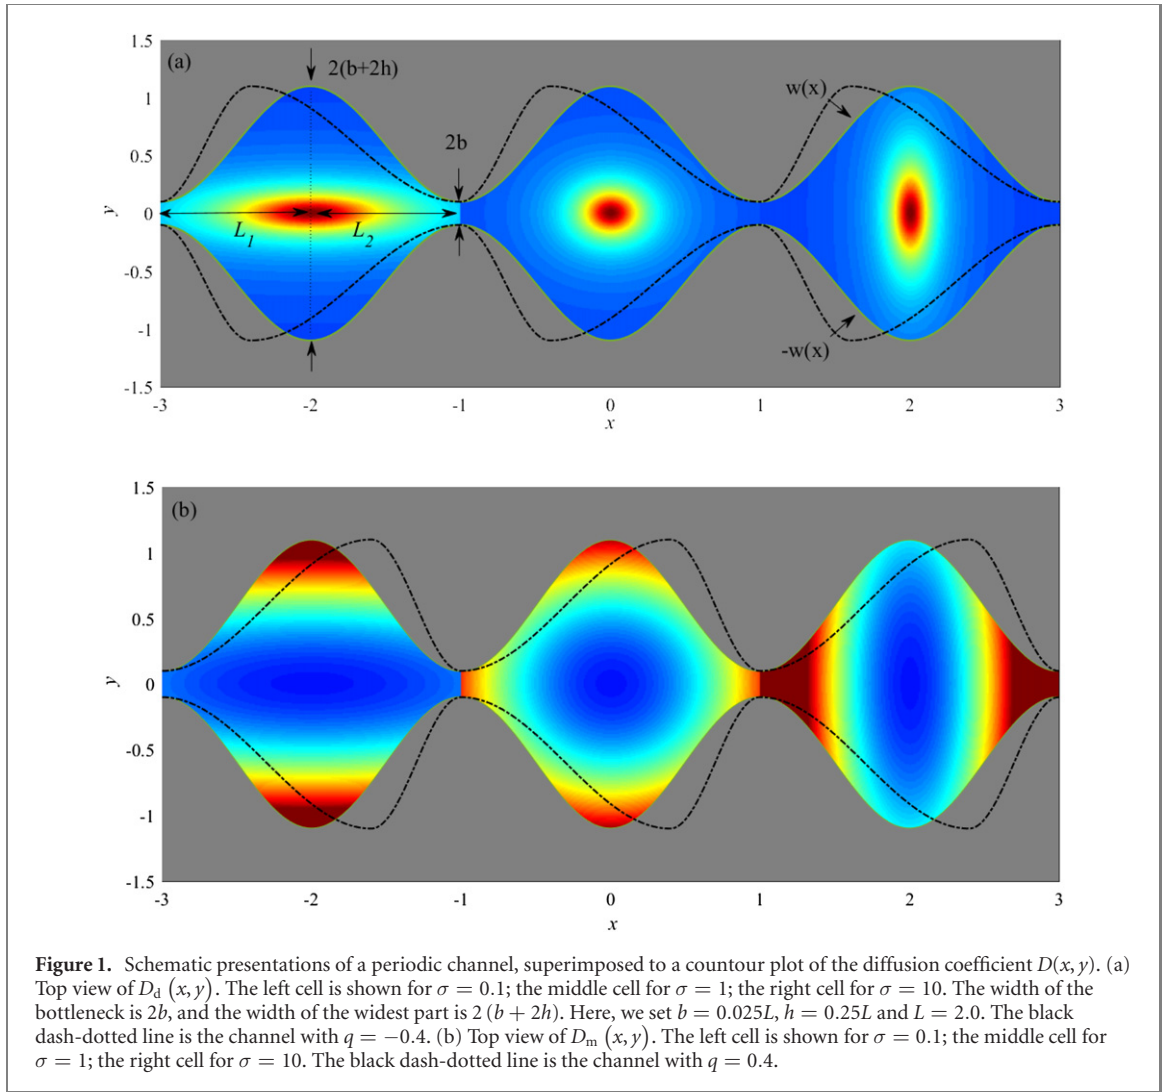 1.5
(a)
2(b+2h)
w(x)
1
2b
0.5
y
0
L1
L2
-0.5
-1
-w(x)
-1.5
-3 -2 -1 0 1 2 3
x
1.5
(b)
1
0.5
y
0
-0.5
-1
-1.5
-3 -2 -1 0 1 2 3
x
Figure 1. Schematic presentations of a periodic channel, superimposed to a countour plot of the diffusion coefficient D(x, y). (a)
Top view of Dd (x, y). The left cell is shown for σ = 0.1; the middle cell for σ = 1; the right cell for σ = 10. The width of the
bottleneck is 2b, and the width of the widest part is 2 (b + 2h). Here, we set b = 0.025L, h = 0.25L and L = 2.0. The black
dash-dotted line is the channel with q = −0.4. (b) Top view of Dm (x, y). The left cell is shown for σ = 0.1; the middle cell for
σ = 1; the right cell for σ = 10. The black dash-dotted line is the channel with q = 0.4.